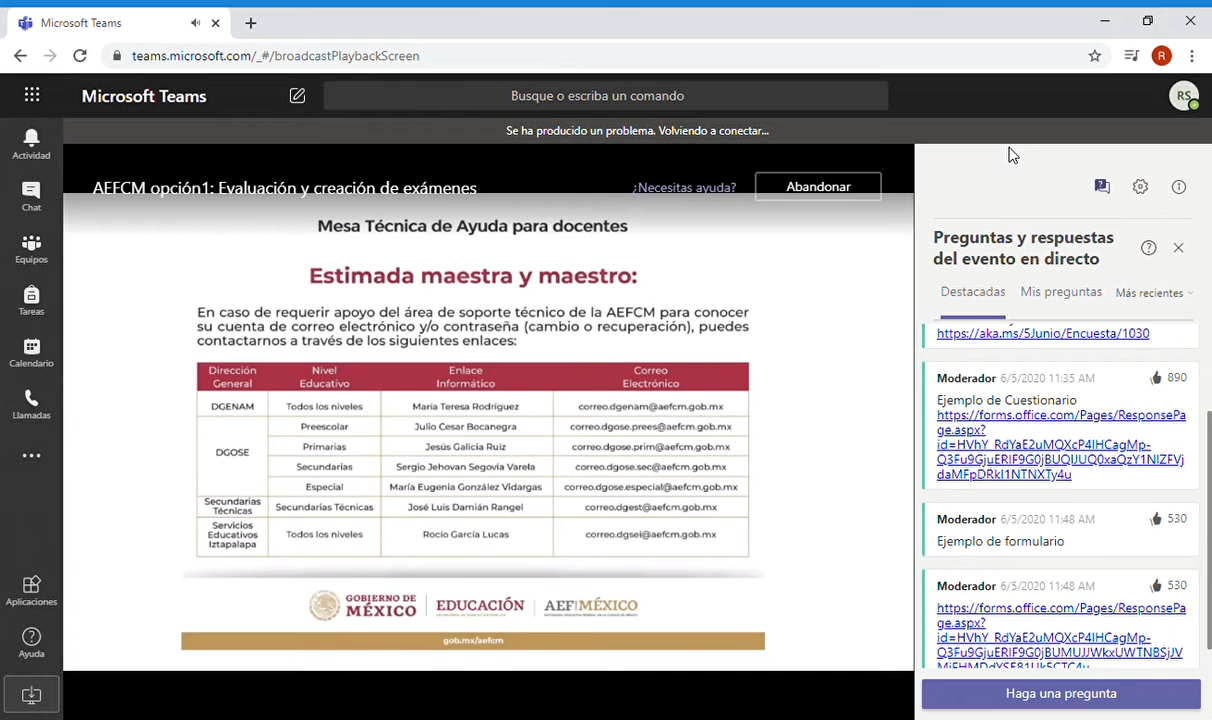 Microsoft Teams
teams.microsoft.com/_#/broadcastPlaybackScreen
R
Microsoft Teams
Busque o escriba un comando
RS
Se ha producido un problema. Volviendo a conectar...
Actividad
Chat
Equipos
Tareas
Calendario
Llamadas
Aplicaciones
Ayuda
AEFCM opción1: Evaluación y creación de exámenes
¿Necesitas ayuda?
Abandonar
Mesa Técnica de Ayuda para docentes
Estimada maestra y maestro:
En caso de requerir apoyo del área de soporte técnico de la AEFCM para conocer
su cuenta de correo electrónico y/o contraseña (cambio o recuperación), puedes
contactarnos a través de los siguientes enlaces:
Dirección General Nivel Educativo Enlace Informático Correo Electrónico
DGENAM Todos los niveles María Teresa Rodríguez correo.dgenam@aefcm.gob.mx
DGOSE Preescolar Julio Cesar Bocanegra correo.dgose.prees@aefcm.gob.mx
Primarias Jesús Galicia Ruiz correo.dgose.prim@aefcm.gob.mx
Secundarias Sergio Jehovan Segovia Varela correo.dgose.sec@aefcm.gob.mx
Especial María Eugenia González Vidargas correo.dgose.especial@aefcm.gob.mx
Secundarias Técnicas Secundarias Técnicas José Luis Damián Rangel correo.dgest@aefcm.gob.mx
Servicios Educativos Iztapalapa Todos los niveles Rocío García Lucas correo.dgsei@aefcm.gob.mx
GOBIERNO DE MÉXICO EDUCACIÓN AEFMÉXICO
gob.mx/aefcm
Preguntas y respuestas
del evento en directo
Destacadas Mis preguntas Más recientes
https://aka.ms/5Junio/Encuesta/1030
Moderador 6/5/2020 11:35 AM 890
Ejemplo de Cuestionario
https://forms.office.com/Pages/ResponsePa
ge.aspx?
id=HVhY_RdYaE2uMQXcP4IHCagMp-
Q3Fu9GjuERIF9G0jBUQlJUQ0xaQzY1NlZFVj
daMFpDRkI1NTNXTy4u
Moderador 6/5/2020 11:48 AM 530
Ejemplo de formulario
Moderador 6/5/2020 11:48 AM 530
https://forms.office.com/Pages/ResponsePa
ge.aspx?
id=HVhY_RdYaE2uMQXcP4IHCagMp-
Q3Fu9GjuERIF9G0jBUMUJJWkxUWTNBSjJV
Haga una pregunta